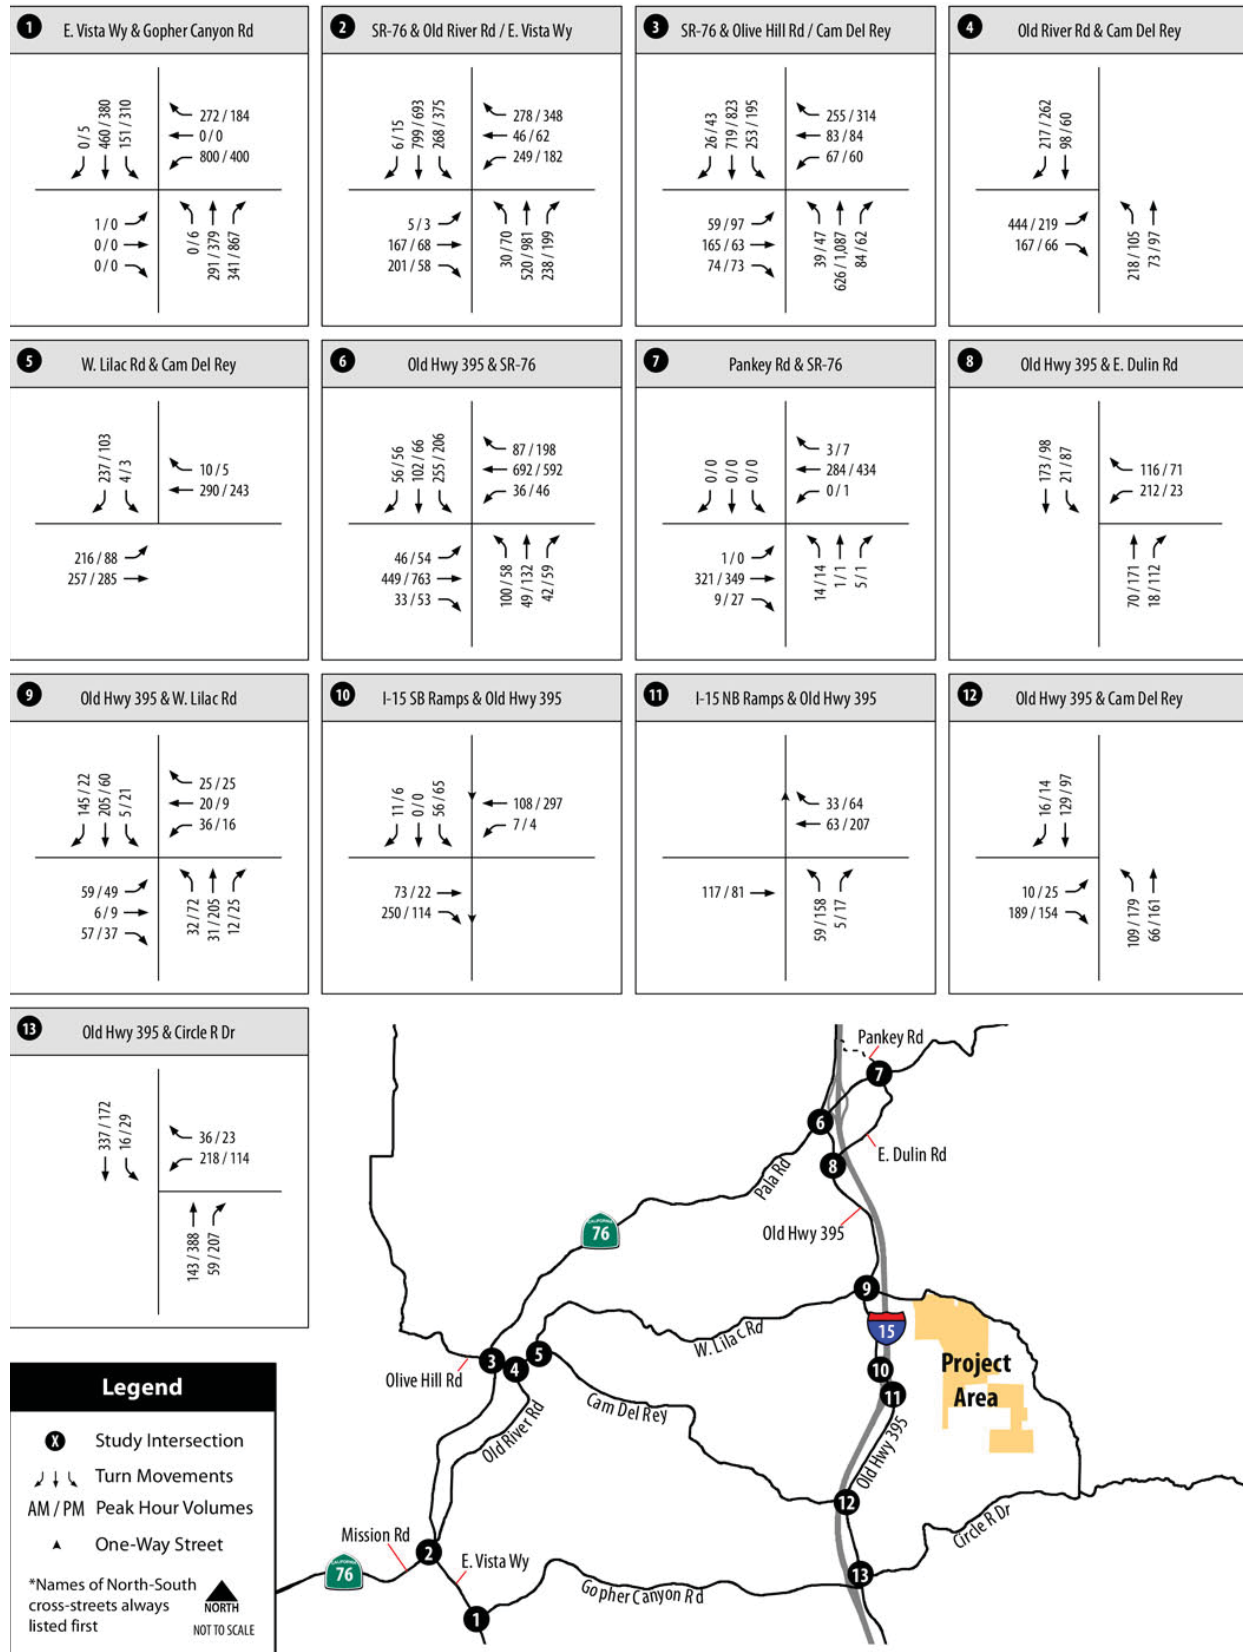 1 E. Vista Wy & Gopher Canyon Rd
0 / 5
460 / 380
151 / 310
272 / 184
0 / 0
800 / 400
1 / 0
0 / 0
0 / 0
0 / 6
291 / 379
341 / 867
2 SR-76 & Old River Rd / E. Vista Wy
6 / 15
799 / 693
268 / 375
278 / 348
46 / 62
249 / 182
5 / 3
167 / 68
201 / 58
30 / 70
520 / 981
238 / 199
3 SR-76 & Olive Hill Rd / Cam Del Rey
26 / 43
719 / 823
253 / 195
255 / 314
83 / 84
67 / 60
59 / 97
165 / 63
74 / 73
39 / 47
626 / 1,087
84 / 62
4 Old River Rd & Cam Del Rey
217 / 262
98 / 60
444 / 219
167 / 66
218 / 105
73 / 97
5 W. Lilac Rd & Cam Del Rey
237 / 103
4 / 3
10 / 5
290 / 243
216 / 88
257 / 285
6 Old Hwy 395 & SR-76
56 / 56
102 / 66
255 / 206
87 / 198
692 / 592
36 / 46
46 / 54
449 / 763
33 / 53
100 / 58
49 / 132
42 / 59
7 Pankey Rd & SR-76
0 / 0
0 / 0
0 / 0
3 / 7
284 / 434
0 / 1
1 / 0
321 / 349
9 / 27
14 / 14
1 / 1
5 / 1
8 Old Hwy 395 & E. Dulin Rd
173 / 98
21 / 87
116 / 71
212 / 23
70 / 171
18 / 112
9 Old Hwy 395 & W. Lilac Rd
145 / 22
205 / 60
5 / 21
25 / 25
20 / 9
36 / 16
59 / 49
6 / 9
57 / 37
32 / 72
31 / 205
12 / 25
10 I-15 SB Ramps & Old Hwy 395
11 / 6
0 / 0
56 / 65
108 / 297
7 / 4
73 / 22
250 / 114
11 I-15 NB Ramps & Old Hwy 395
33 / 64
63 / 207
117 / 81
59 / 158
5 / 17
12 Old Hwy 395 & Cam Del Rey
16 / 14
129 / 97
10 / 25
189 / 154
109 / 179
66 / 161
13 Old Hwy 395 & Circle R Dr
337 / 172
16 / 29
36 / 23
218 / 114
143 / 388
59 / 207
Pankey Rd
7
6
E. Dulin Rd
8
Pala Rd
Old Hwy 395
CALIFORNIA
76
9
W. Lilac Rd
15
Project
Area
3
4
5
10
11
Olive Hill Rd
Old River Rd
Cam Del Rey
Old Hwy 395
12
Circle R Dr
Mission Rd
2
E. Vista Wy
CALIFORNIA
76
13
Gopher Canyon Rd
1
Legend
X Study Intersection
Turn Movements
AM / PM Peak Hour Volumes
One-Way Street
*Names of North-South
cross-streets always
listed first
NORTH
NOT TO SCALE